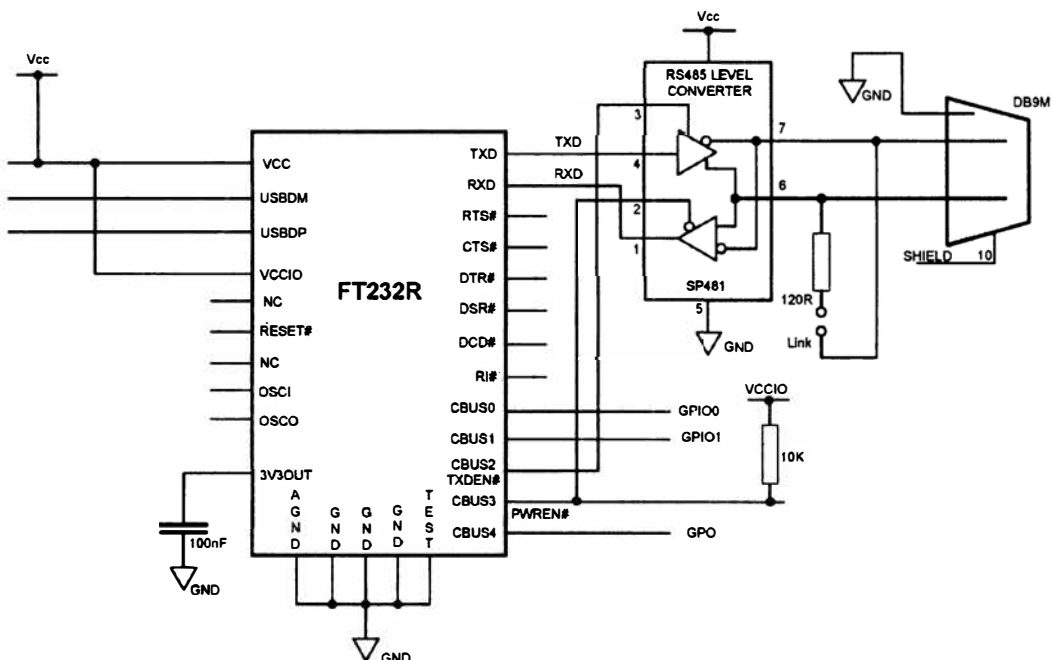 Vcc
Vcc
RS485 LEVEL
CONVERTER
GND
DB9M
3
7
VCC
TXD
TXD
4
USBDM
RXD
RXD
6
2
RTS#
USBDP
CTS#
1
SHIELD
10
VCCIO
DTR#
FT232R
SP481
120R
NC
DSR#
5
RESET#
DCD#
GND
Link
NC
RI#
OSCI
VCCIO
CBUS0
GPIO0
OSCO
CBUS1
GPIO1
10K
3V3OUT
CBUS2
TXDEN#
CBUS3
PWREN#
AGND
GND
GND
GND
TEST
CBUS4
GPO
100nF
GND
GND